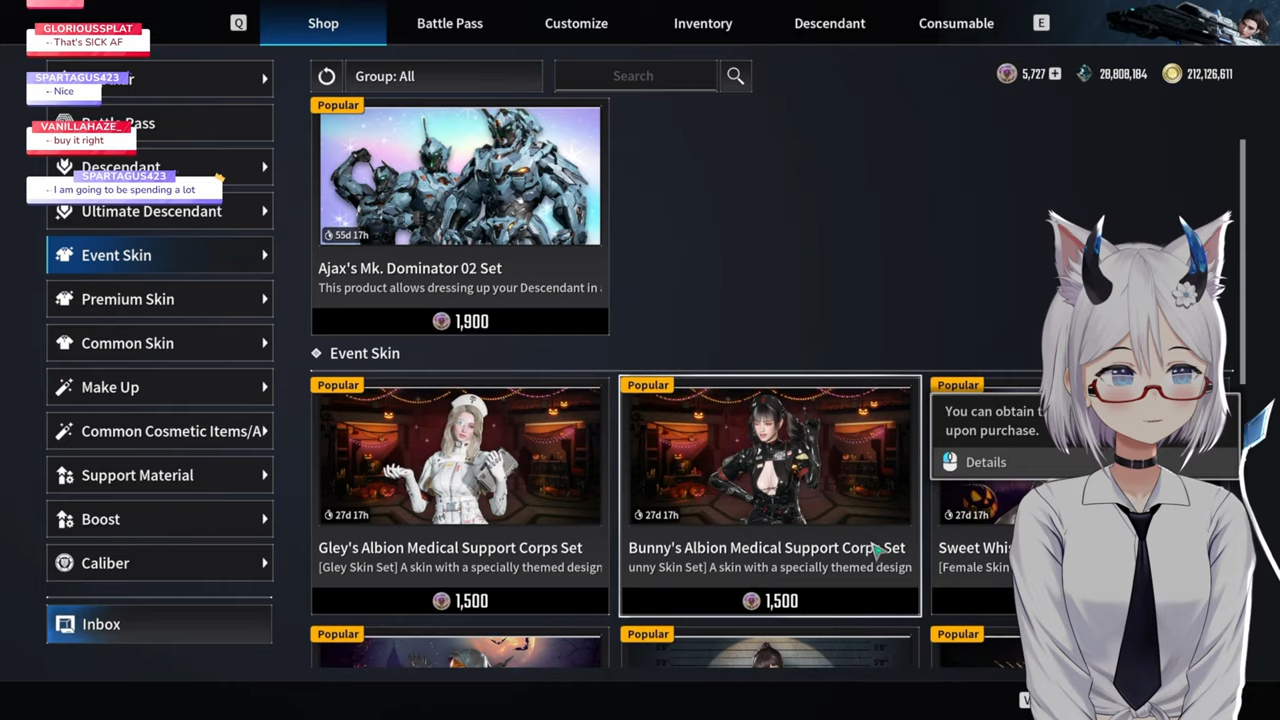 Q
Shop
Battle Pass
Customize
Inventory
Descendant
Consumable
E
GLORIOUSSPLAT
That's SICK AF
SPARTAGUS423
Nice
VANILLAHAZE_
buy it right
SPARTAGUS423
I am going to be spending a lot
Pass
Descendant
Ultimate Descendant
Event Skin
Premium Skin
Common Skin
Make Up
Common Cosmetic Items/A
Support Material
Boost
Caliber
Inbox
Group: All
Search
5,727
28,808,184
212,126,611
Popular
55d 17h
Ajax's Mk. Dominator 02 Set
This product allows dressing up your Descendant in
1,900
Event Skin
Popular
27d 17h
Gley's Albion Medical Support Corps Set
[Gley Skin Set] A skin with a specially themed design
1,500
Popular
27d 17h
Bunny's Albion Medical Support Corps Set
unny Skin Set] A skin with a specially themed design
1,500
Popular
You can obtain
upon purchase.
Details
27d 17h
Sweet
[Female Skin
Popular
Popular
Popular